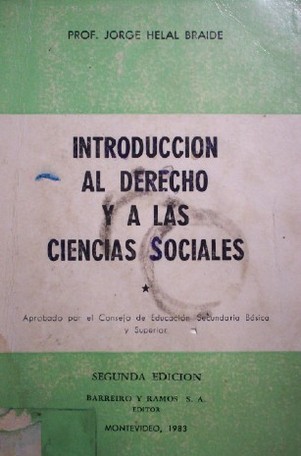 PROF. JORGE HELAL BRAIDE
INTRODUCCION
AL DERECHO
Y A LAS
CIENCIAS SOCIALES
Aprobado por el Consejo de Educación Secundaria Básica
y Superior.
SEGUNDA EDICION
BARREIRO Y RAMOS S. A.
EDITOR
MONTEVIDEO, 1983